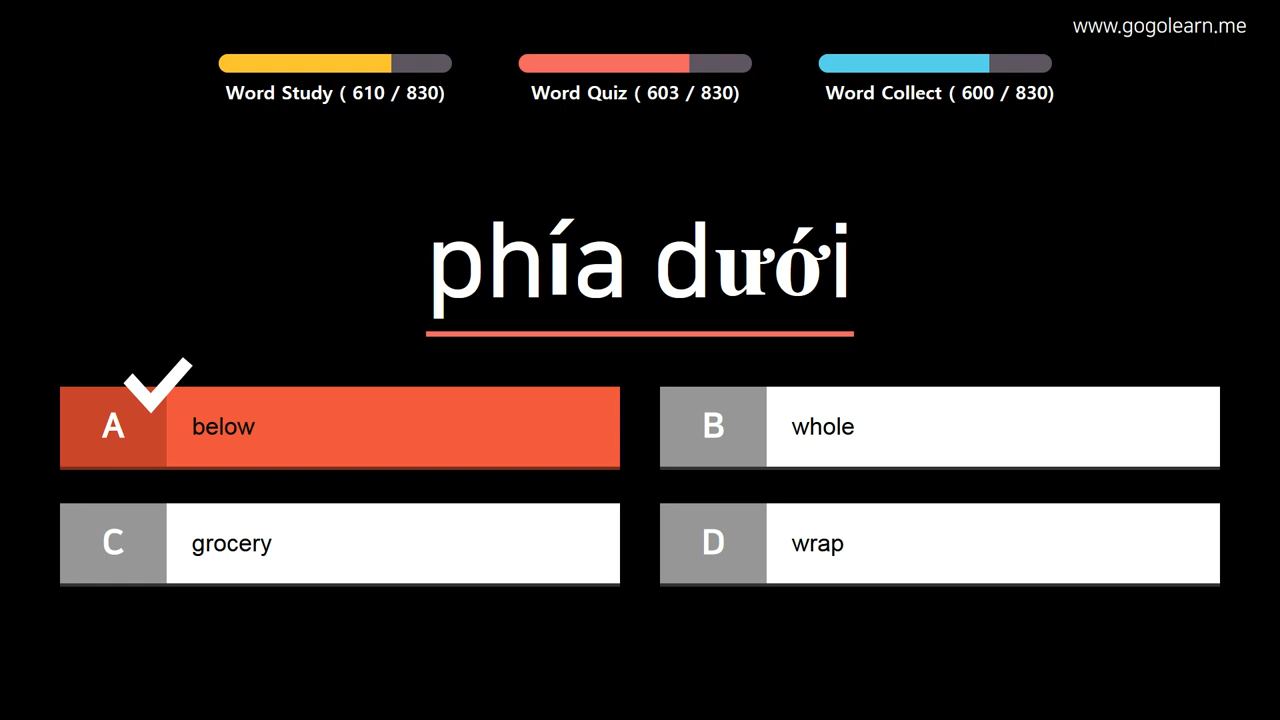 www.gogolearn.me
Word Study ( 610 / 830)
Word Quiz ( 603 / 830)
Word Collect ( 600 / 830)
phía dưới
A
below
B
whole
C
grocery
D
wrap